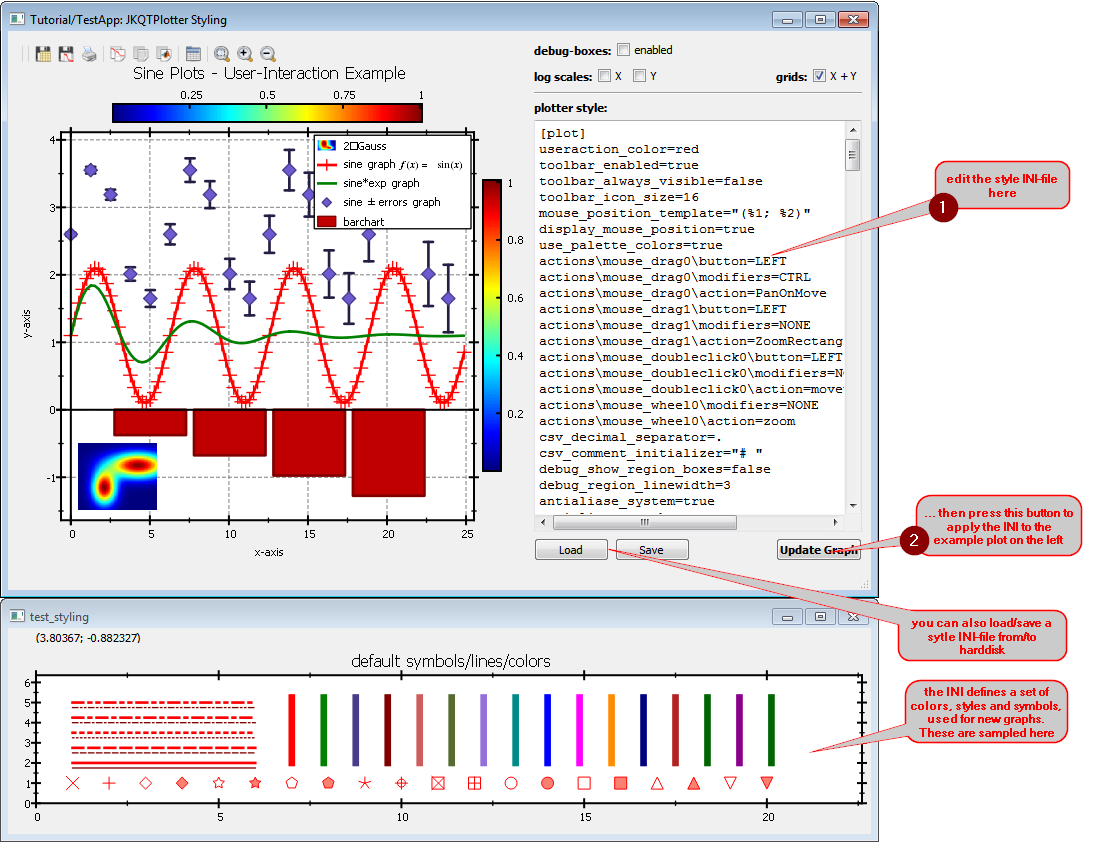 Tutorial/TestApp: JKQTPlotter Styling
Sine Plots - User-Interaction Example
0.25 0.5 0.75 1
4
3
2
1
0
-1
y-axis
0 5 10 15 20 25
x-axis
2□Gauss
sine graph f(x) = sin(x)
sine*exp graph
sine ± errors graph
barchart
1
0.8
0.6
0.4
0.2
debug-boxes: enabled
log scales: X Y grids: X + Y
plotter style:
[plot]
useraction_color=red
toolbar_enabled=true
toolbar_always_visible=false
toolbar_icon_size=16
mouse_position_template="(%1; %2)"
display_mouse_position=true
use_palette_colors=true
actions\mouse_drag0\button=LEFT
actions\mouse_drag0\modifiers=CTRL
actions\mouse_drag0\action=PanOnMove
actions\mouse_drag1\button=LEFT
actions\mouse_drag1\modifiers=NONE
actions\mouse_drag1\action=ZoomRectang
actions\mouse_doubleclick0\button=LEFT
actions\mouse_doubleclick0\modifiers=N
actions\mouse_doubleclick0\action=move
actions\mouse_wheel0\modifiers=NONE
actions\mouse_wheel0\action=zoom
csv_decimal_separator=.
csv_comment_initializer="# "
debug_show_region_boxes=false
debug_region_linewidth=3
antialiase_system=true
Load Save Update Graph
1
edit the style INI-file
here
2
... then press this button to
apply the INI to the
example plot on the left
you can also load/save a
sytle INI-file from/to
harddisk
the INI defines a set of
colors, styles and symbols,
used for new graphs.
These are sampled here
test_styling
(3.80367; -0.882327)
default symbols/lines/colors
6
5
4
3
2
1
0
0 5 10 15 20